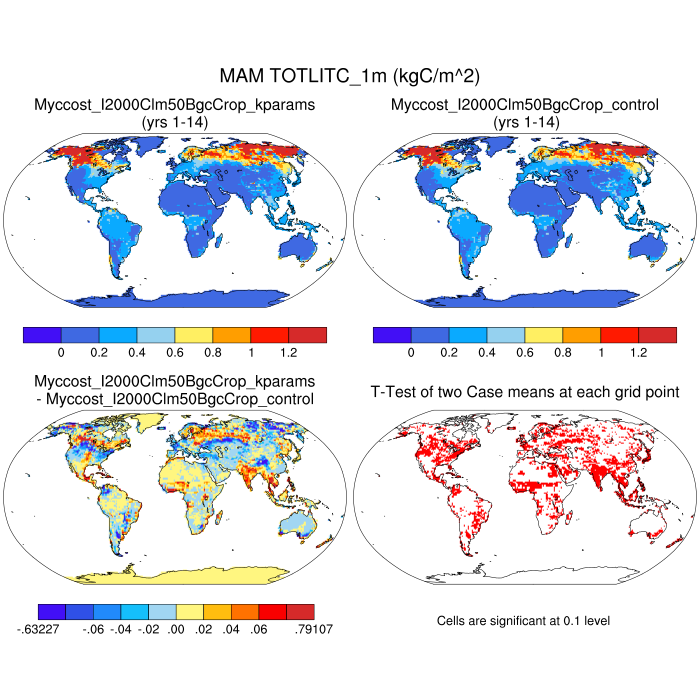 MAM TOTLITC_1m (kgC/m^2)
Myccost_I2000Clm50BgcCrop_kparams
(yrs 1-14)
Myccost_I2000Clm50BgcCrop_control
(yrs 1-14)
0 0.2 0.4 0.6 0.8 1 1.2
0 0.2 0.4 0.6 0.8 1 1.2
Myccost_I2000Clm50BgcCrop_kparams
- Myccost_I2000Clm50BgcCrop_control
T-Test of two Case means at each grid point
-.63227 -.06 -.04 -.02 .00 .02 .04 .06 .79107
Cells are significant at 0.1 level